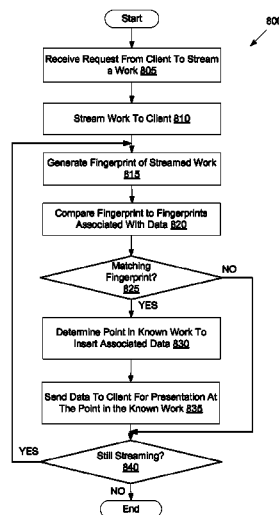 Start
800
Receive Request From Client To Stream
a Work 805
Stream Work To Client 810
Generate Fingerprint of Streamed Work
815
Compare Fingerprint to Fingerprints
Associated With Data 820
Matching
Fingerprint?
825
NO
YES
Determine Point in Known Work To
Insert Associated Data 830
Send Data To Client For Presentation At
The Point in the Known Work 835
YES
Still Streaming?
840
NO
End